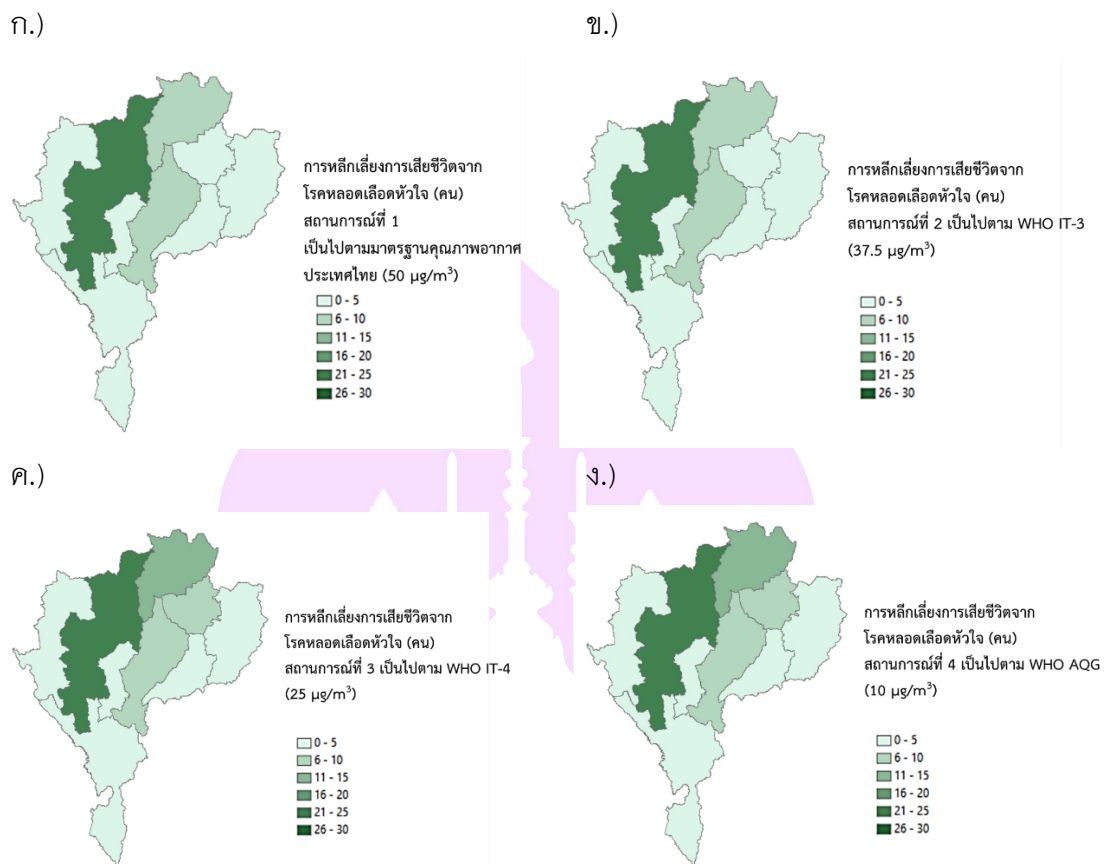 ก.)
การหลีกเลี่ยงการเสียชีวิตจาก
โรคหลอดเลือดหัวใจ (คน)
สถานการณ์ที่ 1
เป็นไปตามมาตรฐานคุณภาพอากาศ
ประเทศไทย (50 µg/m³)
0 - 5
6 - 10
11 - 15
16 - 20
21 - 25
26 - 30
ข.)
การหลีกเลี่ยงการเสียชีวิตจาก
โรคหลอดเลือดหัวใจ (คน)
สถานการณ์ที่ 2 เป็นไปตาม WHO IT-3
(37.5 µg/m³)
0 - 5
6 - 10
11 - 15
16 - 20
21 - 25
26 - 30
ค.)
การหลีกเลี่ยงการเสียชีวิตจาก
โรคหลอดเลือดหัวใจ (คน)
สถานการณ์ที่ 3 เป็นไปตาม WHO IT-4
(25 µg/m³)
0 - 5
6 - 10
11 - 15
16 - 20
21 - 25
26 - 30
ง.)
การหลีกเลี่ยงการเสียชีวิตจาก
โรคหลอดเลือดหัวใจ (คน)
สถานการณ์ที่ 4 เป็นไปตาม WHO AQG
(10 µg/m³)
0 - 5
6 - 10
11 - 15
16 - 20
21 - 25
26 - 30